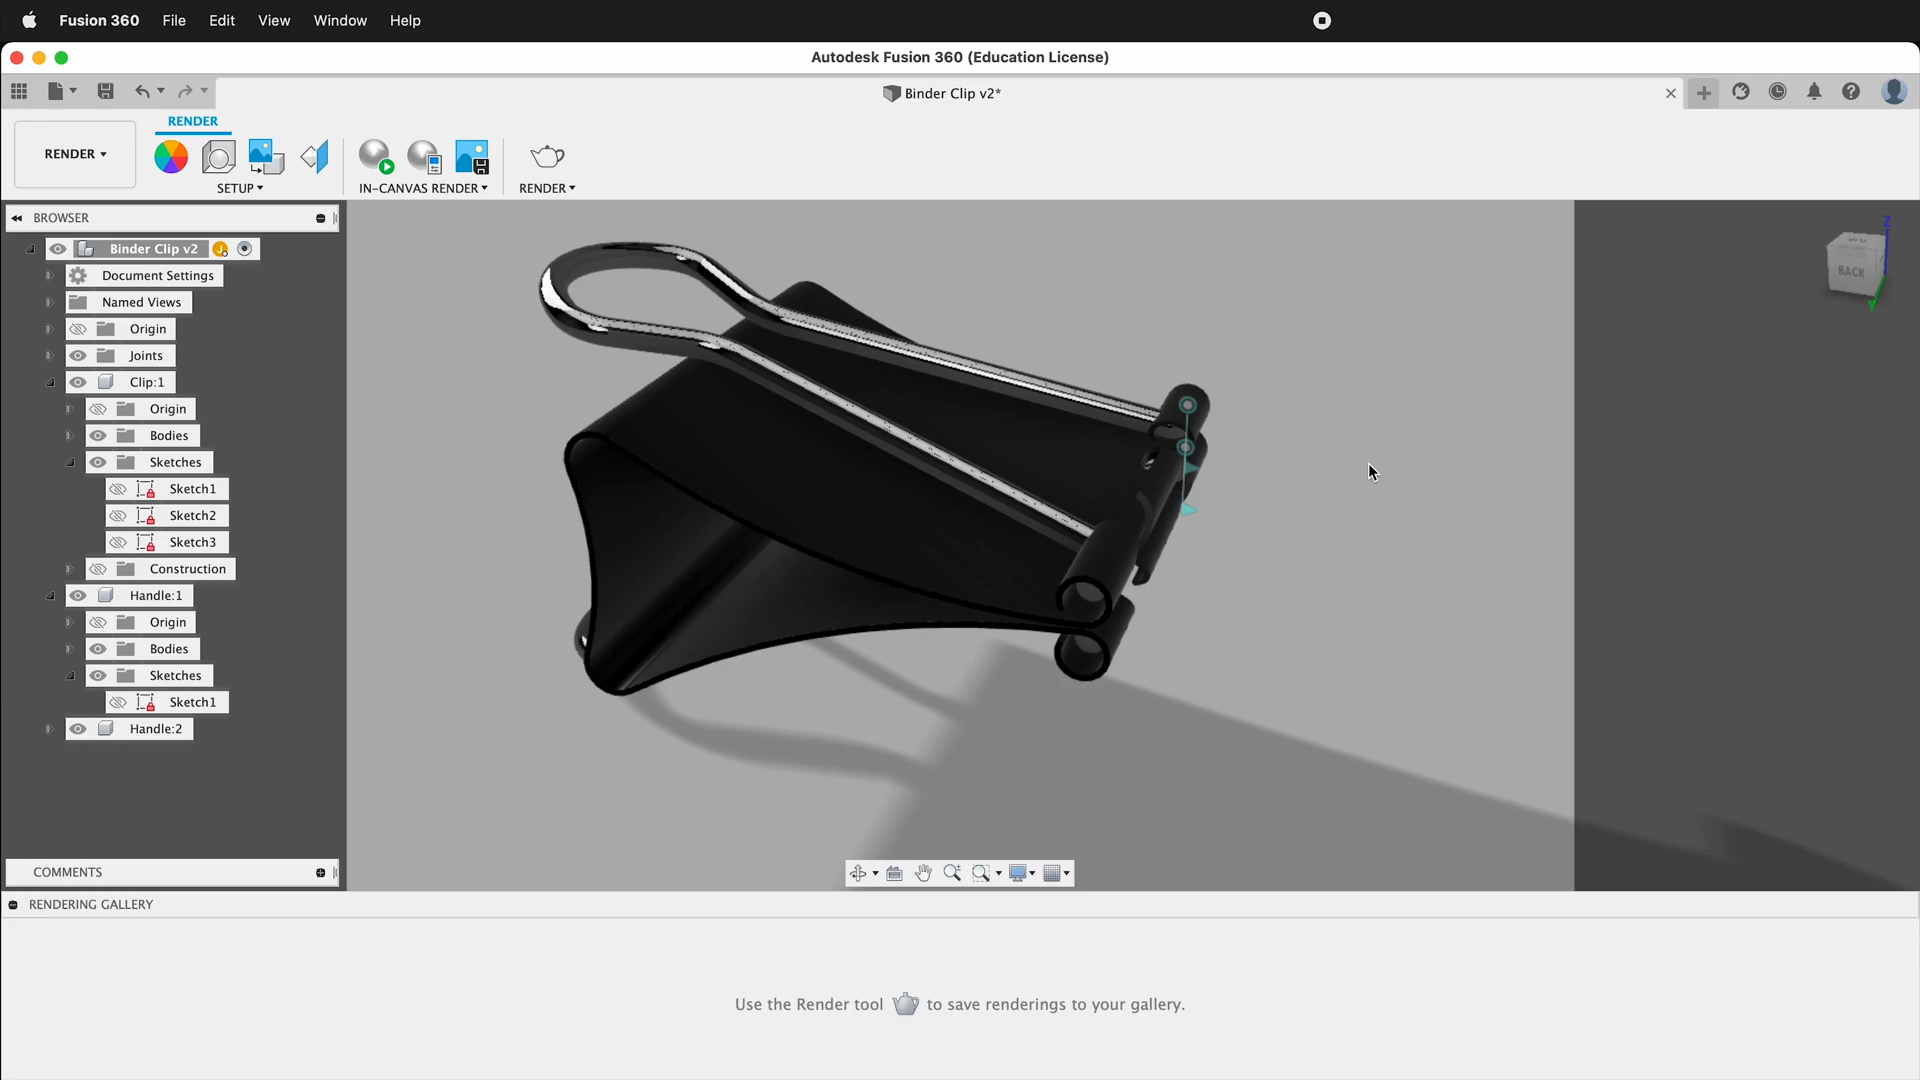 Fusion 360 File Edit View Window Help
Autodesk Fusion 360 (Education License)
Binder Clip v2*
RENDER
RENDER
SETUP
IN-CANVAS RENDER
RENDER
BROWSER
Binder Clip v2
Document Settings
Named Views
Origin
Joints
Clip:1
Origin
Bodies
Sketches
Sketch1
Sketch2
Sketch3
Construction
Handle:1
Origin
Bodies
Sketches
Sketch1
Handle:2
Z
BACK
Y
COMMENTS
RENDERING GALLERY
Use the Render tool to save renderings to your gallery.